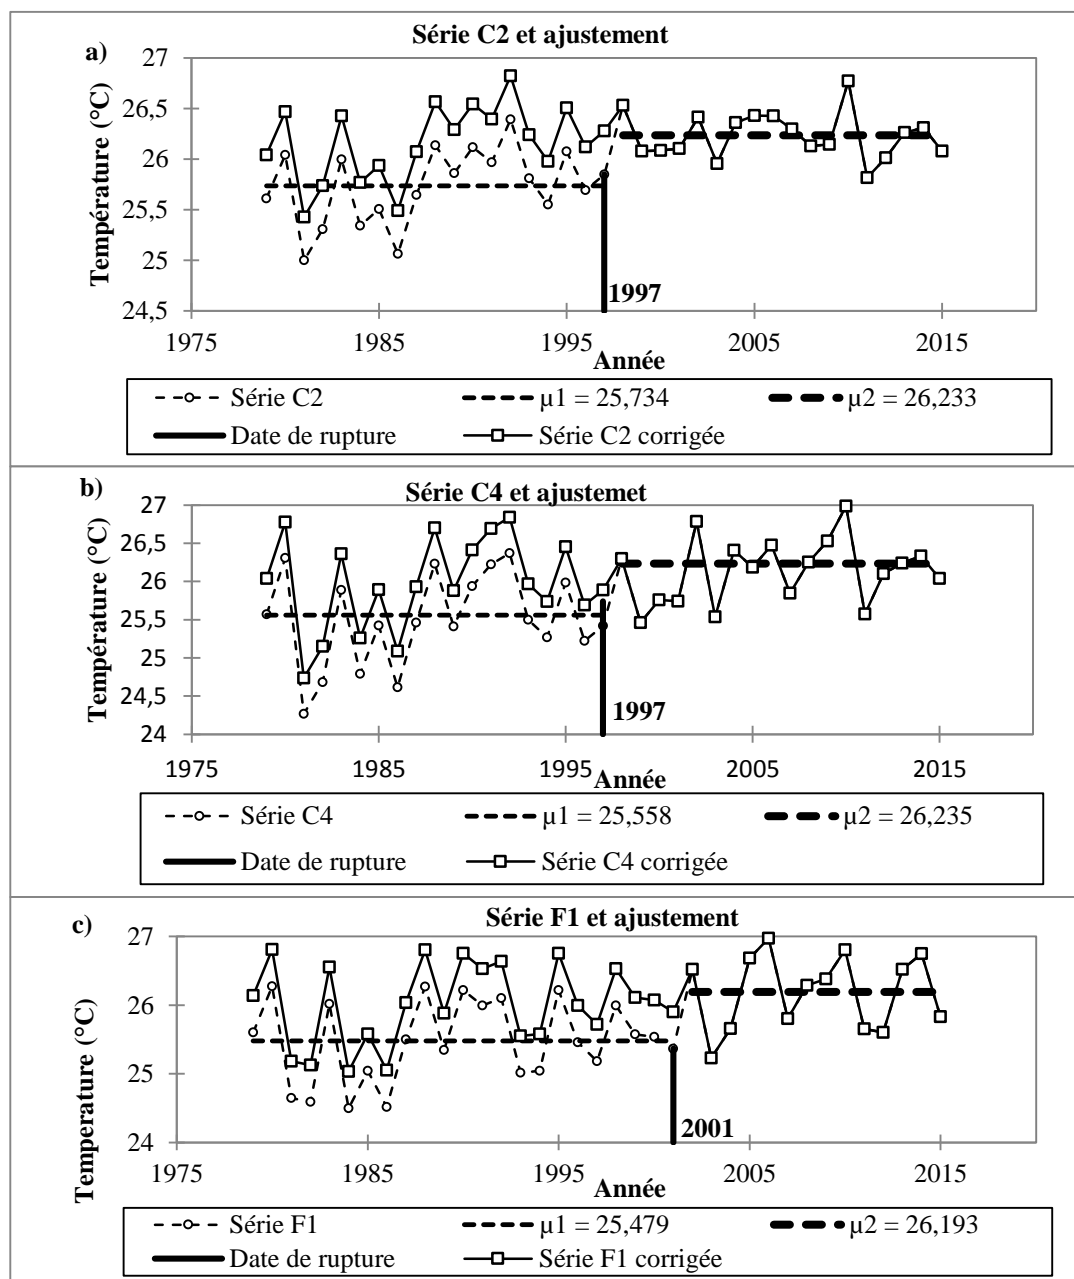 Série C2 et ajustement
a)
27
26,5
26
25,5
25
24,5
Température (°C)
1997
1975 1985 1995 2005 2015
Année
Série C2 µ1 = 25,734 µ2 = 26,233
Date de rupture Série C2 corrigée
b)
Série C4 et ajustemet
27
26,5
26
25,5
25
24,5
24
Température (°C)
1997
1975 1985 1995 2005 2015
Année
Série C4 µ1 = 25,558 µ2 = 26,235
Date de rupture Série C4 corrigée
c)
Série F1 et ajustement
27
26
25
24
Temperature (°C)
2001
1975 1985 1995 2005 2015
Année
Série F1 µ1 = 25,479 µ2 = 26,193
Date de rupture Série F1 corrigée